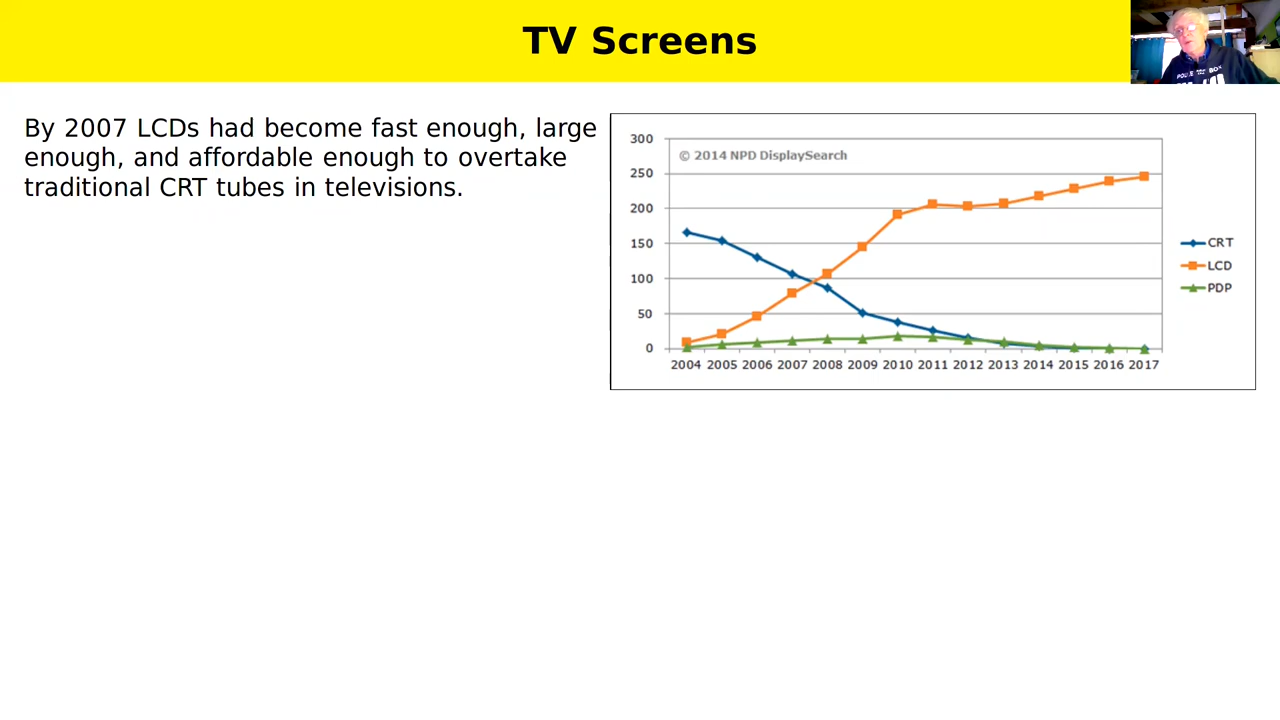 TV Screens
By 2007 LCDs had become fast enough, large
enough, and affordable enough to overtake
traditional CRT tubes in televisions.
© 2014 NPD DisplaySearch
300
250
200
150
100
50
0
2004 2005 2006 2007 2008 2009 2010 2011 2012 2013 2014 2015 2016 2017
CRT
LCD
PDP